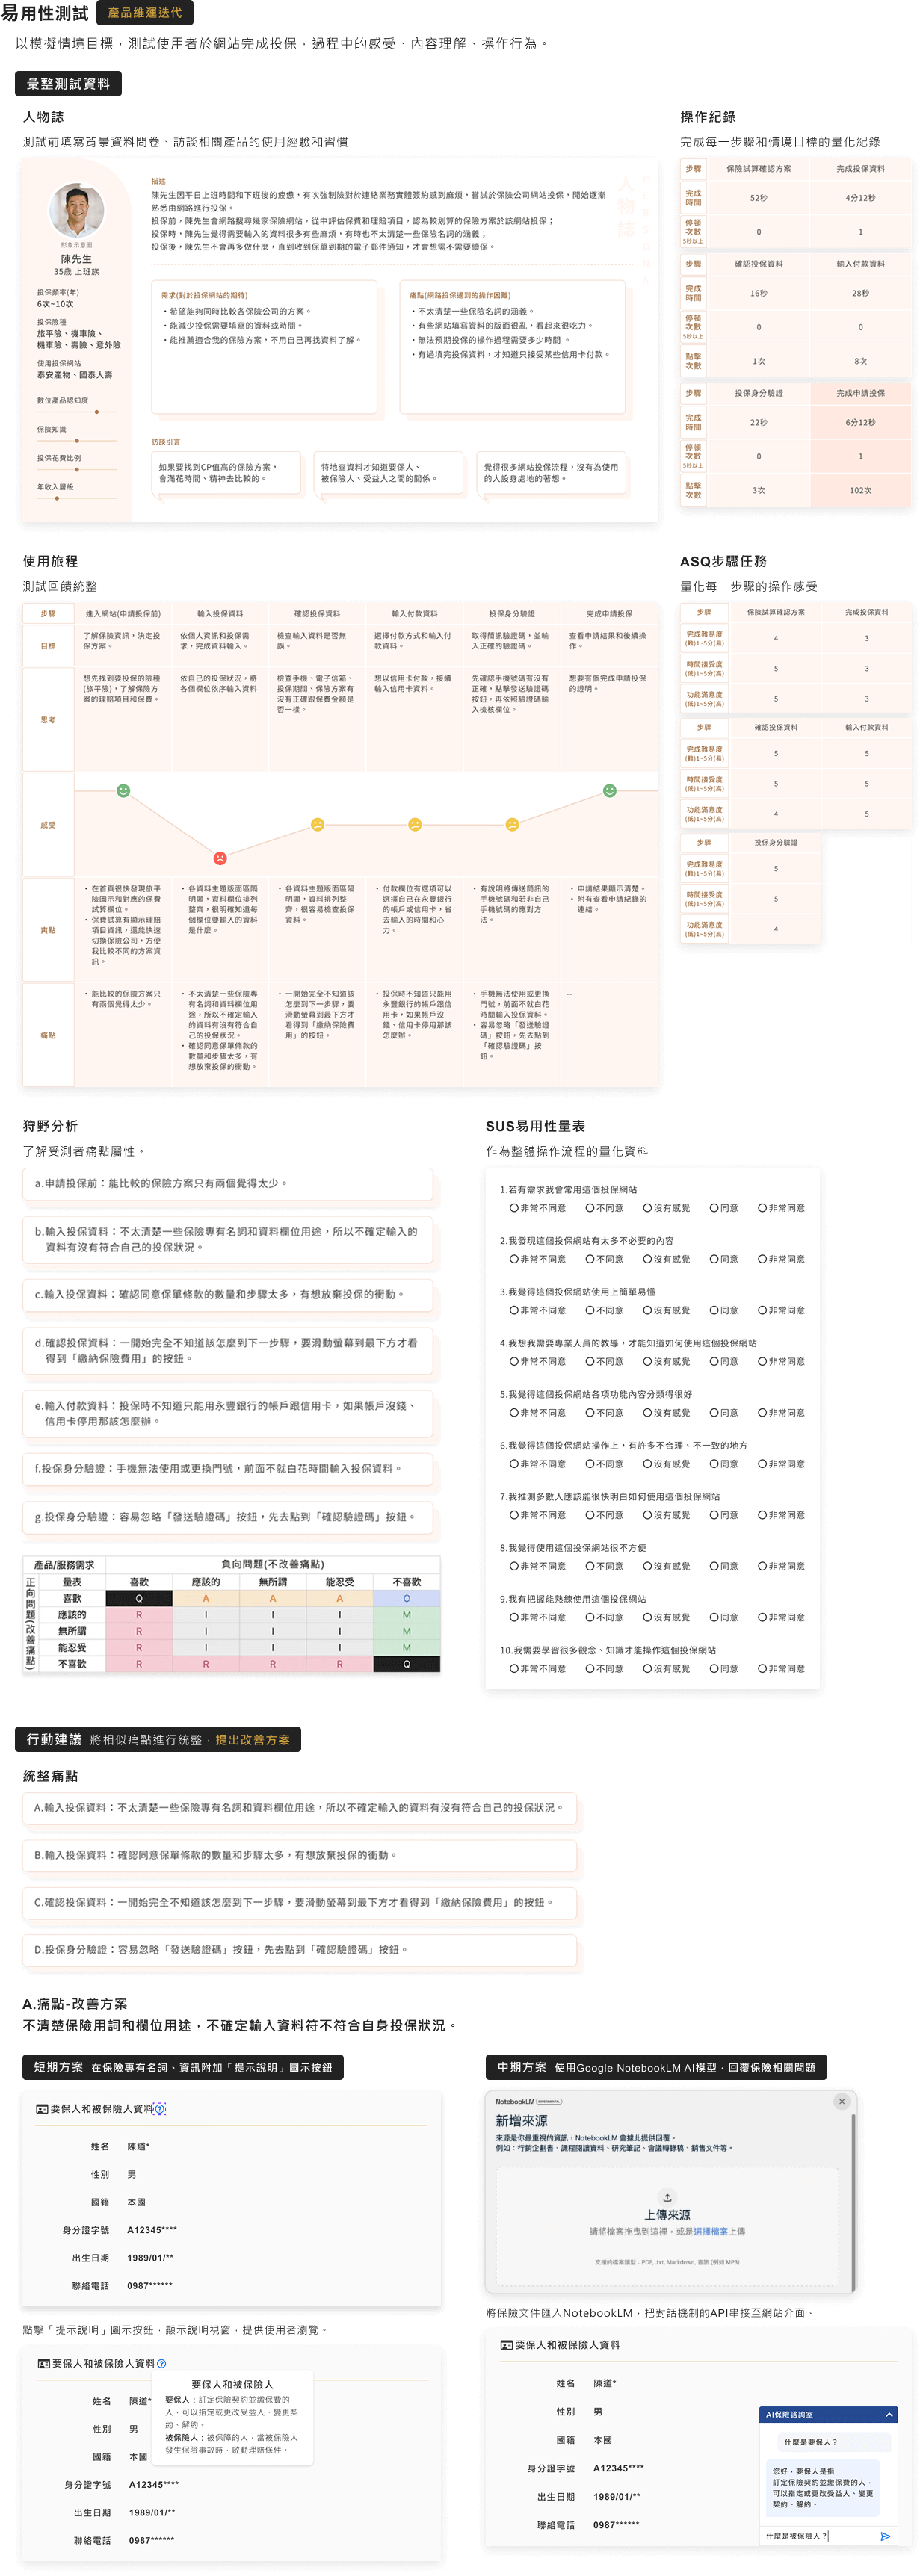 易用性測試 產品維運迭代
以模擬情境目標，測試使用者於網站完成投保，過程中的感受、內容理解、操作行為。
彙整測試資料
人物誌
測試前填寫背景資料問卷、訪談相關產品的使用經驗和習慣
形象示意圖
陳先生
35歲 上班族
投保頻率(年)
6次~10次
投保險種
旅平險、機車險、
機車險、壽險、意外險
使用投保網站
泰安產物、國泰人壽
數位產品認知度
保險知識
投保花費比例
年收入層級
人物誌
PERSONA
描述
陳先生因平日上班時間和下班後的疲憊，有次強制險對於連絡業務實體簽約感到麻煩，嘗試於保險公司網站投保，開始逐漸
熟悉由網路進行投保。
投保前，陳先生會網路搜尋幾家保險網站，從中評估保費和理賠項目，認為較划算的保險方案於該網站投保；
投保時，陳先生覺得需要輸入的資料很多有些麻煩，有時也不太清楚一些保險名詞的涵義；
投保後，陳先生不會再多做什麼，直到收到保單到期的電子郵件通知，才會想需不需要續保。
需求(對於投保網站的期待)
・希望能夠同時比較各保險公司的方案。
・能減少投保需要填寫的資料或時間。
・能推薦適合我的保險方案，不用自己再找資料了解。
痛點(網路投保遇到的操作困難)
・不太清楚一些保險名詞的涵義。
・有些網站填寫資料的版面很亂，看起來很吃力。
・無法預期投保的操作過程需要多少時間 。
・有過填完投保資料，才知道只接受某些信用卡付款。
訪談引言
如果要找到CP值高的保險方案，
會滿花時間、精神去比較的。
特地查資料才知道要保人、
被保險人、受益人之間的關係。
覺得很多網站投保流程，沒有為使用
的人設身處地的著想。
操作紀錄
完成每一步驟和情境目標的量化紀錄
步驟 保險試算確認方案 完成投保資料
完成時間 52秒 4分12秒
停頓次數 5秒以上 0 1
步驟 確認投保資料 輸入付款資料
完成時間 16秒 28秒
停頓次數 5秒以上 0 0
點擊次數 1次 8次
步驟 投保身分驗證 完成申請投保
完成時間 22秒 6分12秒
停頓次數 5秒以上 0 1
點擊次數 3次 102次
使用旅程
測試回饋統整
步驟 進入網站(申請投保前) 輸入投保資料 確認投保資料 輸入付款資料 投保身分驗證 完成申請投保
目標
了解保險資訊，決定投
保方案。
依個人資訊和投保需
求，完成資料輸入。
檢查輸入資料是否無
誤。
選擇付款方式和輸入付
款資料。
取得簡訊驗證碼，並輸
入正確的驗證碼。
查看申請結果和後續操
作。
思考
想先找到要投保的險種
(旅平險)，了解保險方
案的理賠項目和保費。
依自己的投保狀況，將
各個欄位依序輸入資料
檢查手機、電子信箱、
投保期間、保險方案有
沒有正確跟保費金額是
否一樣。
想以信用卡付款，接續
輸入信用卡資料。
先確認手機號碼有沒有
正確，點擊發送驗證碼
按鈕，再依照驗證碼輸
入檢核欄位。
想要有個完成申請投保
的證明。
感受
爽點
・在首頁很快發現旅平
險圖示和對應的保費
試算欄位。
・保費試算有顯示理賠
項目資訊，還能快速
切換保險公司，方便
我比較不同的方案資
訊。
・各資料主題版面區隔
明顯，資料欄位排列
整齊，很明確知道每
個欄位要輸入的資料
是什麼。
・各資料主題版面區隔
明顯，資料排列整
齊，很容易檢查投保
資料。
・付款欄位有選項可以
選擇自己在永豐銀行
的帳戶或信用卡，省
去輸入的時間和心
力。
・有說明將傳送簡訊的
手機號碼和若非自己
手機號碼的應對方
法。
・申請結果顯示清楚。
・附有查看申請紀錄的
連結。
痛點
・能比較的保險方案只
有兩個覺得太少。
・不太清楚一些保險專
有名詞和資料欄位用
途，所以不確定輸入
的資料有沒有符合自
己的投保狀況。
・確認同意保單條款的
數量和步驟太多，有
想放棄投保的衝動。
・一開始完全不知道該
怎麼到下一步驟，要
滑動螢幕到最下方才
看得到「繳納保險費
用」的按鈕。
・投保時不知道只能用
永豐銀行的帳戶跟信
用卡，如果帳戶沒
錢、信用卡停用那該
怎麼辦。
・手機無法使用或更換
門號，前面不就白花
時間輸入投保資料。
・容易忽略「發送驗證
碼」按鈕，先去點到
「確認驗證碼」按
鈕。
--
ASQ步驟任務
量化每一步驟的操作感受
步驟 保險試算確認方案 完成投保資料
完成難易度 (難)1~5分(易) 4 3
時間接受度 (低)1~5分(高) 5 3
功能滿意度 (低)1~5分(高) 5 3
步驟 確認投保資料 輸入付款資料
完成難易度 (難)1~5分(易) 5 5
時間接受度 (低)1~5分(高) 5 5
功能滿意度 (低)1~5分(高) 4 5
步驟 投保身分驗證
完成難易度 (難)1~5分(易) 5
時間接受度 (低)1~5分(高) 5
功能滿意度 (低)1~5分(高) 4
狩野分析
了解受測者痛點屬性。
a.申請投保前：能比較的保險方案只有兩個覺得太少。
b.輸入投保資料：不太清楚一些保險專有名詞和資料欄位用途，所以不確定輸入的
資料有沒有符合自己的投保狀況。
c.輸入投保資料：確認同意保單條款的數量和步驟太多，有想放棄投保的衝動。
d.確認投保資料：一開始完全不知道該怎麼到下一步驟，要滑動螢幕到最下方才看
得到「繳納保險費用」的按鈕。
e.輸入付款資料：投保時不知道只能用永豐銀行的帳戶跟信用卡，如果帳戶沒錢、
信用卡停用那該怎麼辦。
f.投保身分驗證：手機無法使用或更換門號，前面不就白花時間輸入投保資料。
g.投保身分驗證：容易忽略「發送驗證碼」按鈕，先去點到「確認驗證碼」按鈕。
產品/服務需求 負向問題(不改善痛點)
正向問題(改善痛點)
量表 喜歡 應該的 無所謂 能忍受 不喜歡
喜歡 Q A A A O
應該的 R I I I M
無所謂 R I I I M
能忍受 R I I I M
不喜歡 R R R R Q
SUS易用性量表
作為整體操作流程的量化資料
1.若有需求我會常用這個投保網站
非常不同意 不同意 沒有感覺 同意 非常同意
2.我發現這個投保網站有太多不必要的內容
非常不同意 不同意 沒有感覺 同意 非常同意
3.我覺得這個投保網站使用上簡單易懂
非常不同意 不同意 沒有感覺 同意 非常同意
4.我想我需要專業人員的教導，才能知道如何使用這個投保網站
非常不同意 不同意 沒有感覺 同意 非常同意
5.我覺得這個投保網站各項功能內容分類得很好
非常不同意 不同意 沒有感覺 同意 非常同意
6.我覺得這個投保網站操作上，有許多不合理、不一致的地方
非常不同意 不同意 沒有感覺 同意 非常同意
7.我推測多數人應該能很快明白如何使用這個投保網站
非常不同意 不同意 沒有感覺 同意 非常同意
8.我覺得使用這個投保網站很不方便
非常不同意 不同意 沒有感覺 同意 非常同意
9.我有把握能熟練使用這個投保網站
非常不同意 不同意 沒有感覺 同意 非常同意
10.我需要學習很多觀念、知識才能操作這個投保網站
非常不同意 不同意 沒有感覺 同意 非常同意
行動建議 將相似痛點進行統整，提出改善方案
統整痛點
A.輸入投保資料：不太清楚一些保險專有名詞和資料欄位用途，所以不確定輸入的資料有沒有符合自己的投保狀況。
B.輸入投保資料：確認同意保單條款的數量和步驟太多，有想放棄投保的衝動。
C.確認投保資料：一開始完全不知道該怎麼到下一步驟，要滑動螢幕到最下方才看得到「繳納保險費用」的按鈕。
D.投保身分驗證：容易忽略「發送驗證碼」按鈕，先去點到「確認驗證碼」按鈕。
A.痛點-改善方案
不清楚保險用詞和欄位用途，不確定輸入資料符不符合自身投保狀況。
短期方案 在保險專有名詞、資訊附加「提示說明」圖示按鈕
要保人和被保險人資料
姓名 陳道*
性別 男
國籍 本國
身分證字號 A12345****
出生日期 1989/01/**
聯絡電話 0987******
點擊「提示說明」圖示按鈕，顯示說明視窗，提供使用者瀏覽。
要保人和被保險人資料
姓名 陳道*
性別 男
國籍 本國
身分證字號 A12345****
出生日期 1989/01/**
聯絡電話 0987******
要保人和被保險人
要保人：訂定保險契約並繳保費的
人，可以指定或更改受益人、變更契
約、解約。
被保險人：被保障的人，當被保險人
發生保險事故時，啟動理賠條件。
中期方案 使用Google NotebookLM AI模型，回覆保險相關問題
NotebookLM EXPERIMENTAL
新增來源
來源是你最重視的資訊，NotebookLM 會據此提供回覆。
例如：行銷企劃書、課程閱讀資料、研究筆記、會議轉錄稿、銷售文件等。
上傳來源
請將檔案拖曳到這裡，或是選擇檔案上傳
支援的檔案類型：PDF, .txt, Markdown, 音訊 (例如 MP3)
將保險文件匯入NotebookLM，把對話機制的API串接至網站介面。
要保人和被保險人資料
姓名 陳道*
性別 男
國籍 本國
身分證字號 A12345****
出生日期 1989/01/**
聯絡電話 0987******
AI保險諮詢室
什麼是要保人？
您好，要保人是指
訂定保險契約並繳保費的人，
可以指定或更改受益人、變更
契約、解約。
什麼是被保險人？